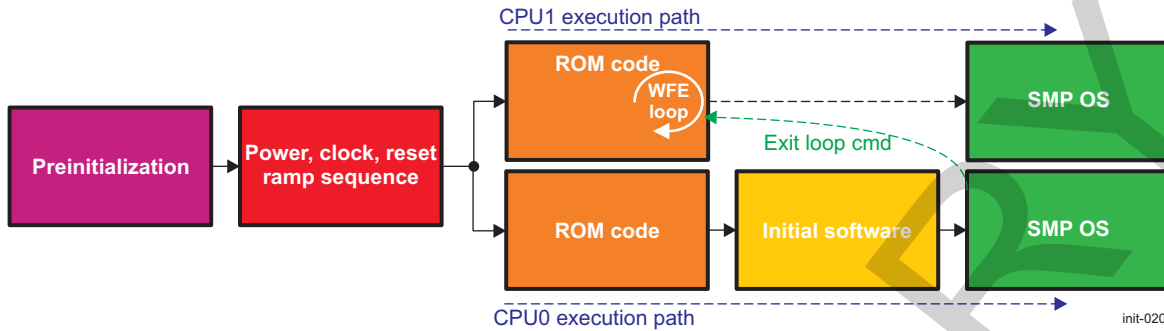 CPU1 execution path
ROM code
WFE
loop
SMP OS
Exit loop cmd
Preinitialization
Power, clock, reset
ramp sequence
ROM code
Initial software
SMP OS
CPU0 execution path
init-020